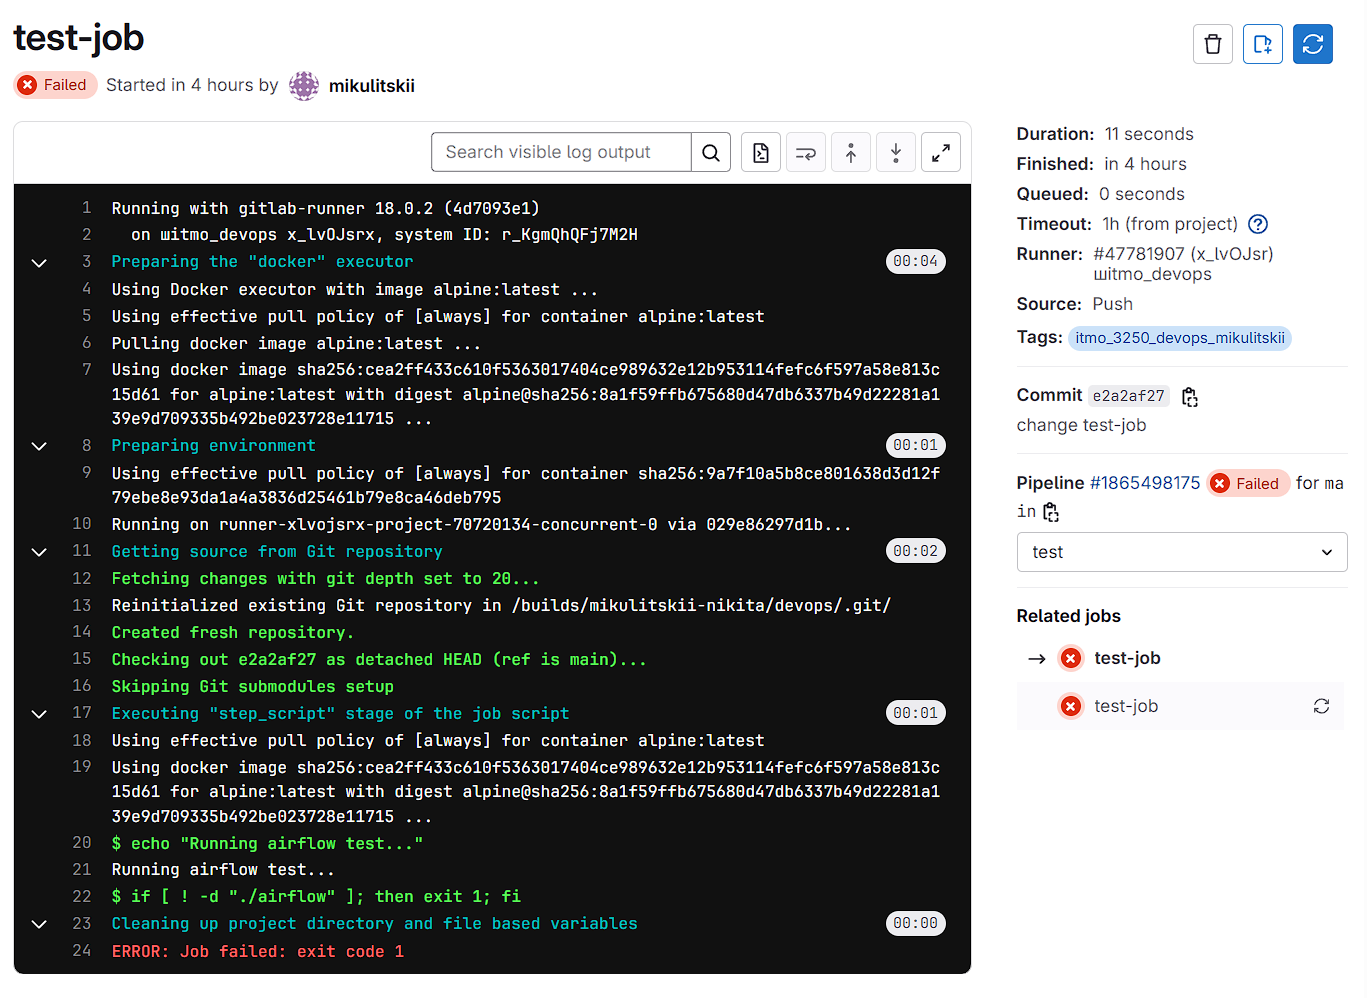 test-job
Failed Started in 4 hours by mikulitskii
Search visible log output
1 Running with gitlab-runner 18.0.2 (4d7093e1)
2 on шitmo_devops x_lvOJsrx, system ID: r_KgmQhQFj7M2H
3 Preparing the "docker" executor 00:04
4 Using Docker executor with image alpine:latest ...
5 Using effective pull policy of [always] for container alpine:latest
6 Pulling docker image alpine:latest ...
7 Using docker image sha256:cea2ff433c610f5363017404ce989632e12b953114fefc6f597a58e813c
15d61 for alpine:latest with digest alpine@sha256:8a1f59ffb675680d47db6337b49d22281a1
39e9d709335b492be023728e11715 ...
8 Preparing environment 00:01
9 Using effective pull policy of [always] for container sha256:9a7f10a5b8ce801638d3d12f
79ebe8e93da1a4a3836d25461b79e8ca46deb795
10 Running on runner-xlvojsrx-project-70720134-concurrent-0 via 029e86297d1b...
11 Getting source from Git repository 00:02
12 Fetching changes with git depth set to 20...
13 Reinitialized existing Git repository in /builds/mikulitskii-nikita/devops/.git/
14 Created fresh repository.
15 Checking out e2a2af27 as detached HEAD (ref is main)...
16 Skipping Git submodules setup
17 Executing "step_script" stage of the job script 00:01
18 Using effective pull policy of [always] for container alpine:latest
19 Using docker image sha256:cea2ff433c610f5363017404ce989632e12b953114fefc6f597a58e813c
15d61 for alpine:latest with digest alpine@sha256:8a1f59ffb675680d47db6337b49d22281a1
39e9d709335b492be023728e11715 ...
20 $ echo "Running airflow test..."
21 Running airflow test...
22 $ if [ ! -d "./airflow" ]; then exit 1; fi
23 Cleaning up project directory and file based variables 00:00
24 ERROR: Job failed: exit code 1
Duration: 11 seconds
Finished: in 4 hours
Queued: 0 seconds
Timeout: 1h (from project)
Runner: #47781907 (x_lvOJsr)
шitmo_devops
Source: Push
Tags: itmo_3250_devops_mikulitskii
Commit e2a2af27
change test-job
Pipeline #1865498175 Failed for ma
in
test
Related jobs
test-job
test-job